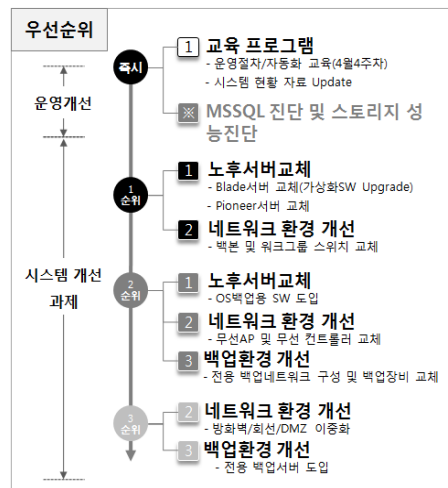 우선순위
즉시
1 교육 프로그램
- 운영절차/자동화 교육(4월4주차)
- 시스템 현황 자료 Update
운영개선
※ MSSQL 진단 및 스토리지 성
능진단
1
순위
1 노후서버교체
- Blade서버 교체(가상화SW Upgrade)
- Pioneer서버 교체
2 네트워크 환경 개선
- 백본 및 워크그룹 스위치 교체
시스템 개선
과제
2
순위
1 노후서버교체
- OS백업용 SW 도입
2 네트워크 환경 개선
- 무선AP 및 무선 컨트롤러 교체
3 백업환경 개선
- 전용 백업네트워크 구성 및 백업장비 교체
3
순위
2 네트워크 환경 개선
- 방화벽/회선/DMZ 이중화
3 백업환경 개선
- 전용 백업서버 도입